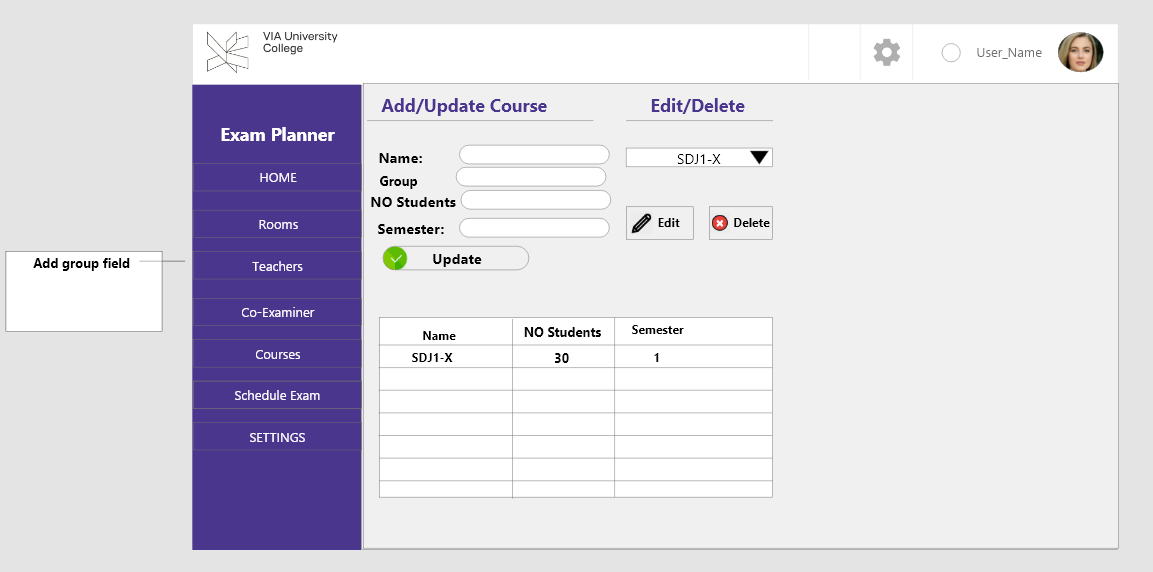 VIA University
College
User_Name
Add/Update Course
Edit/Delete
Exam Planner
HOME
Rooms
Teachers
Co-Examiner
Courses
Schedule Exam
SETTINGS
Add group field
Name:
Group
NO Students
Semester:
Update
SDJ1-X
Edit
Delete
Name NO Students Semester
SDJ1-X 30 1